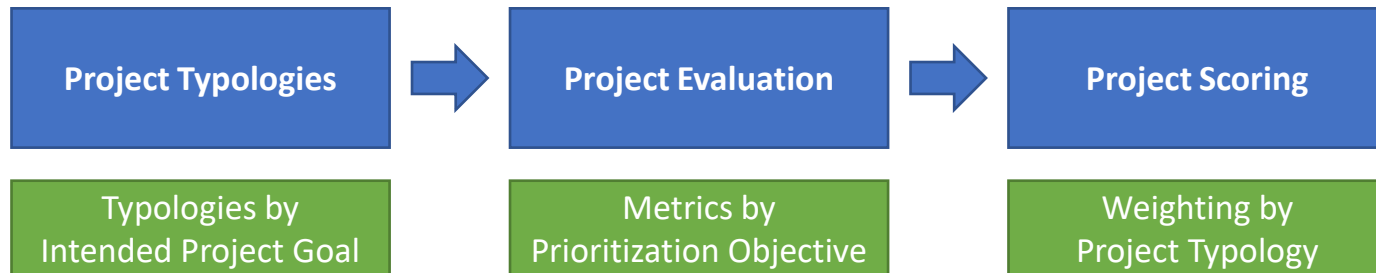 Project Typologies
Project Evaluation
Project Scoring
Typologies by
Intended Project Goal
Metrics by
Prioritization Objective
Weighting by
Project Typology